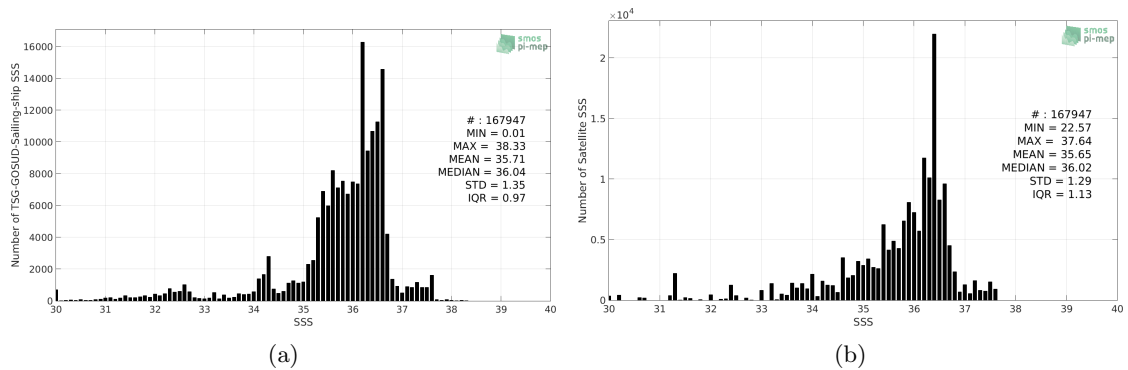 16000
14000
12000
10000
8000
6000
4000
2000
0
Number of TSG-GOSUD-Sailing-ship SSS
smos
pi-mep
# : 167947
MIN = 0.01
MAX = 38.33
MEAN = 35.71
MEDIAN = 36.04
STD = 1.35
IQR = 0.97
30 31 32 33 34 35 36 37 38 39 40
SSS
(a)
×10⁴
2
1.5
1
0.5
0
Number of Satellite SSS
smos
pi-mep
# : 167947
MIN = 22.57
MAX = 37.64
MEAN = 35.65
MEDIAN = 36.02
STD = 1.29
IQR = 1.13
30 31 32 33 34 35 36 37 38 39 40
SSS
(b)